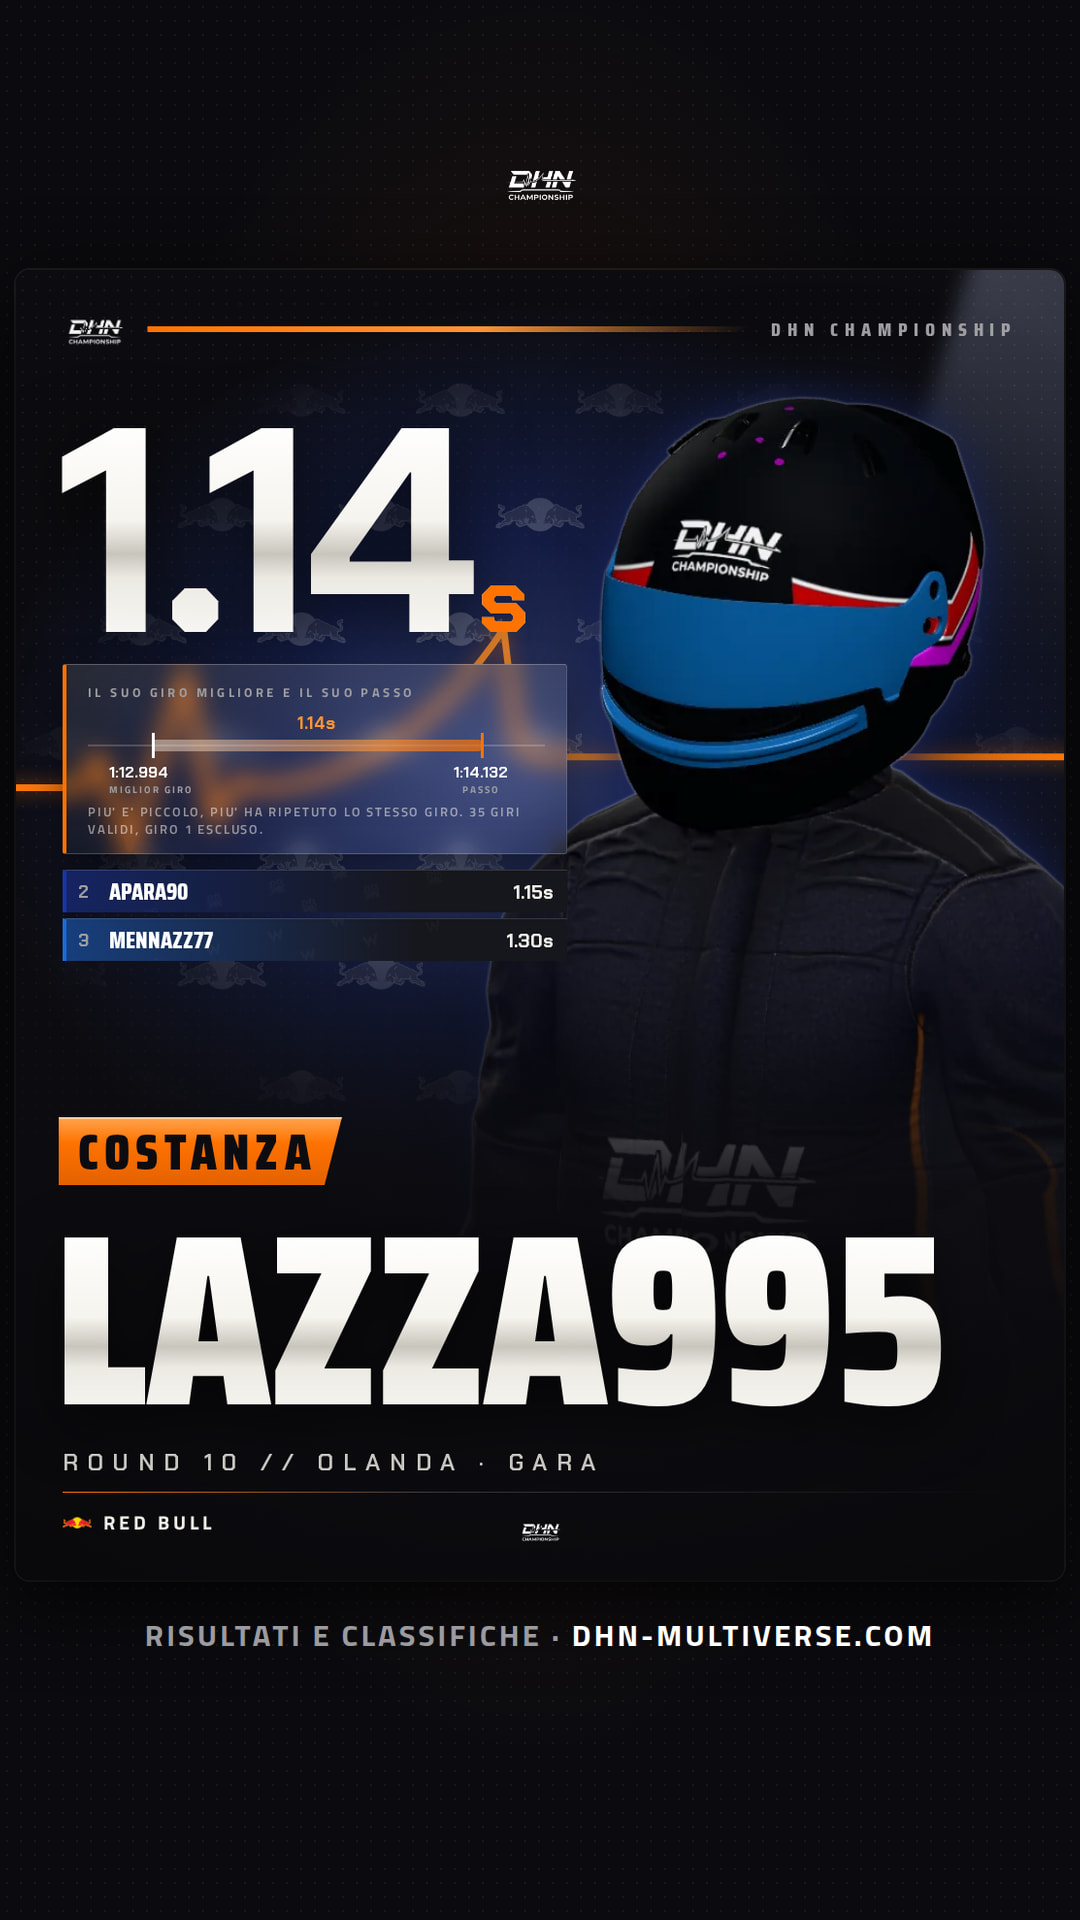 DHN
CHAMPIONSHIP
DHN
CHAMPIONSHIP
DHN CHAMPIONSHIP
1.14s
DHN
CHAMPIONSHIP
IL SUO GIRO MIGLIORE E IL SUO PASSO
1.14s
1:12.994
1:14.132
MIGLIOR GIRO
PASSO
PIU' E' PICCOLO, PIU' HA RIPETUTO LO STESSO GIRO. 35 GIRI
VALIDI, GIRO 1 ESCLUSO.
2 APARA90 1.15s
3 MENNAZZ77 1.30s
COSTANZA
DHN
LAZZA995
ROUND 10 // OLANDA · GARA
RED BULL
DHN
CHAMPIONSHIP
RISULTATI E CLASSIFICHE · DHN-MULTIVERSE.COM